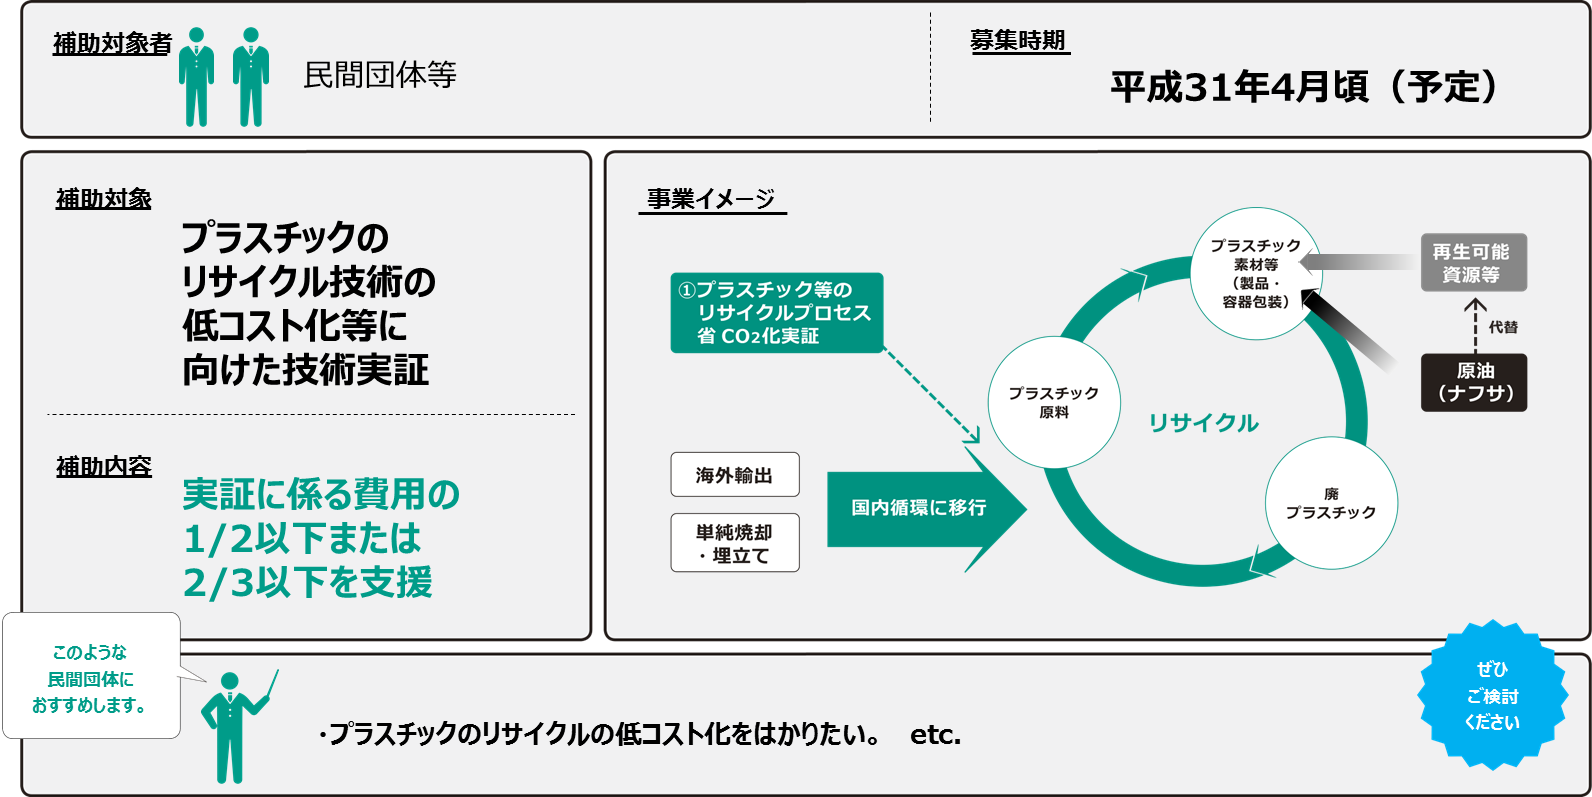 補助対象者
民間団体等
募集時期
平成31年4月頃（予定）
補助対象
プラスチックの
リサイクル技術の
低コスト化等に
向けた技術実証
補助内容
実証に係る費用の
1/2以下または
2/3以下を支援
事業イメージ
①プラスチック等の
リサイクルプロセス
省CO2化実証
海外輸出
単純焼却
・埋立て
国内循環に移行
プラスチック
原料
リサイクル
プラスチック
素材等
（製品・
容器包装）
再生可能
資源等
代替
原油
（ナフサ）
廃
プラスチック
このような
民間団体に
おすすめします。
・プラスチックのリサイクルの低コスト化をはかりたい。 etc.
ぜひ
ご検討
ください